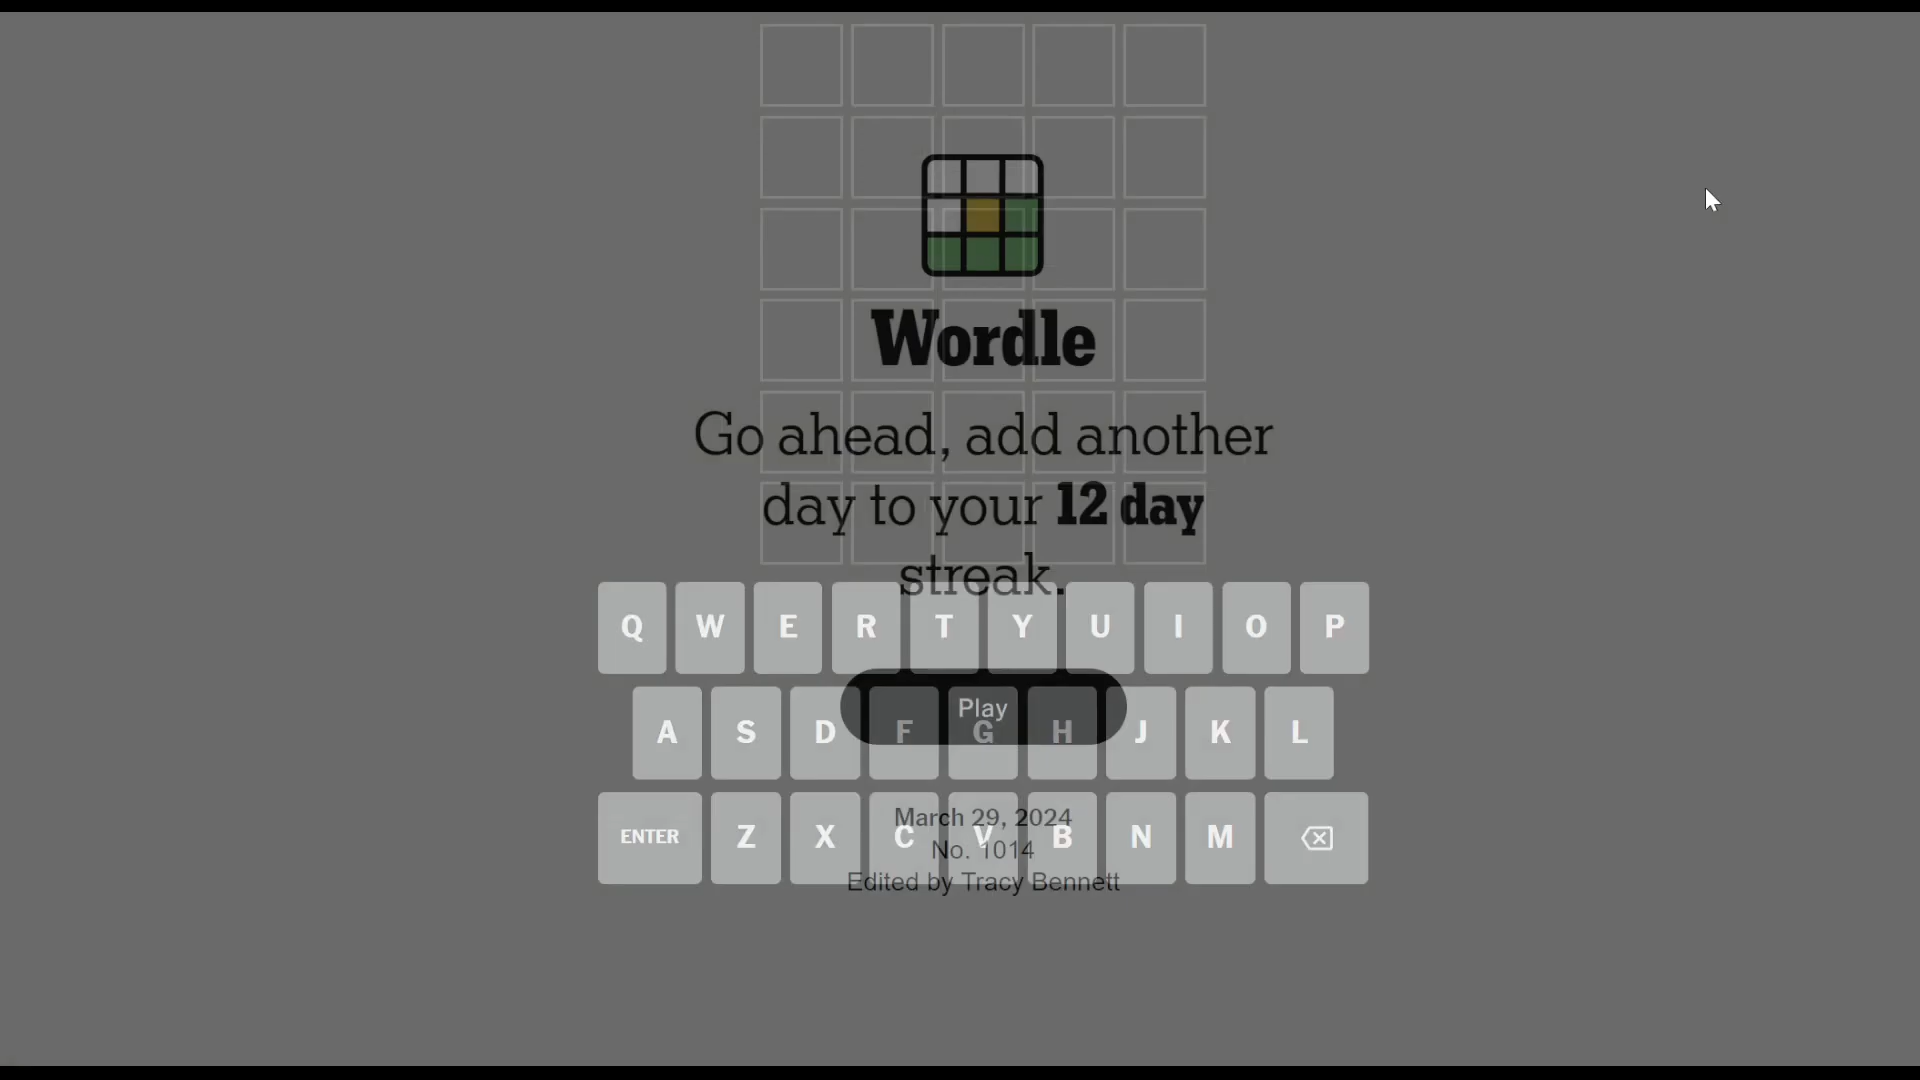 Wordle
Go ahead, add another
day to your 12 day
streak.
Q W E R T Y U I O P
Play
A S D F G H J K L
March 29, 2024
ENTER Z X C V B N M
No. 1014
Edited by Tracy Bennett